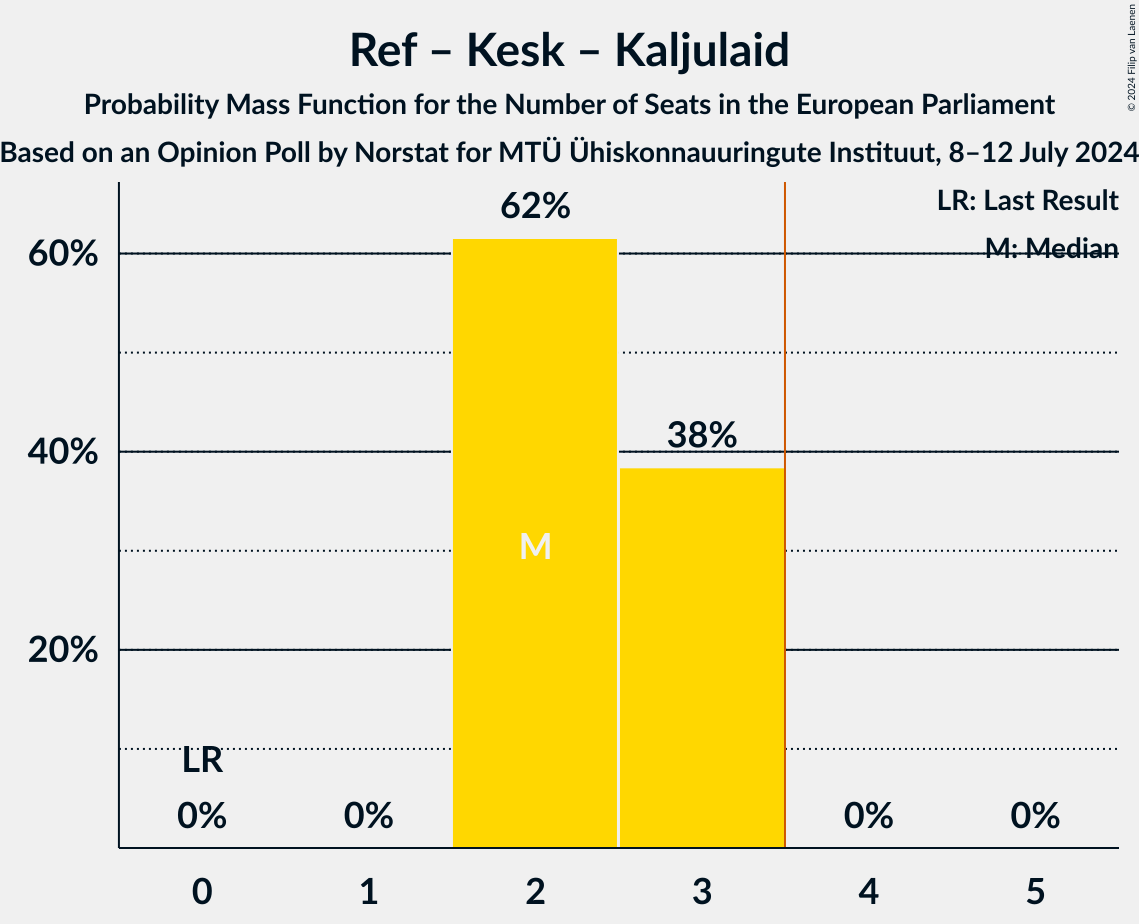 Ref – Kesk – Kaljulaid
Probability Mass Function for the Number of Seats in the European Parliament
Based on an Opinion Poll by Norstat for MTÜ Ühiskonnauuringute Instituut, 8–12 July 2024
© 2024 Filip van Laenen
LR: Last Result
M: Median
62%
60%
38%
40%
M
20%
LR
0% 0% 0% 0%
0 1 2 3 4 5